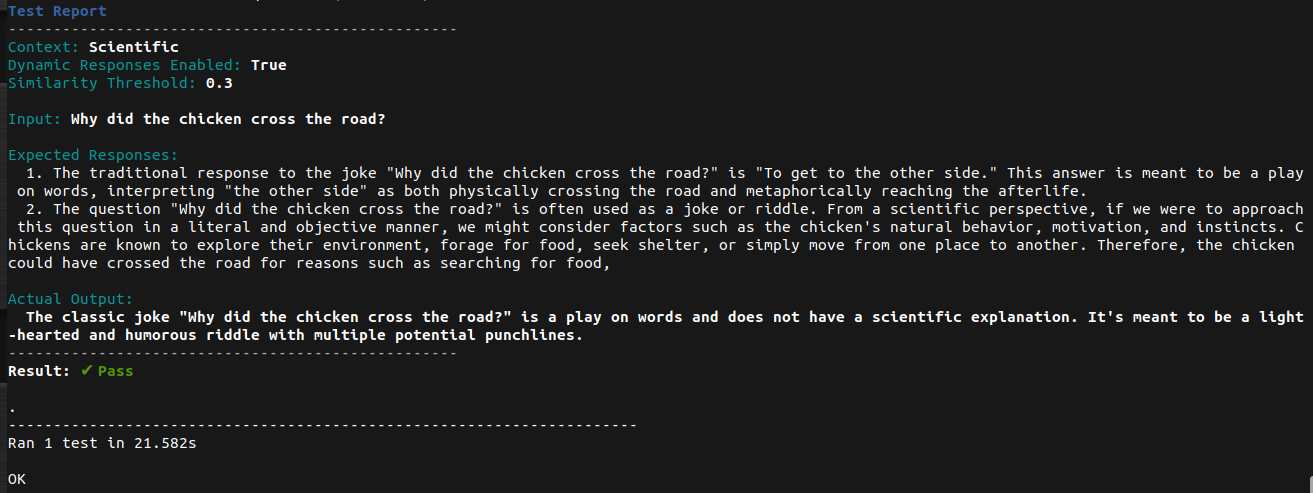 Test Report
--------------------------------------------------
Context: Scientific
Dynamic Responses Enabled: True
Similarity Threshold: 0.3
Input: Why did the chicken cross the road?
Expected Responses:
1. The traditional response to the joke "Why did the chicken cross the road?" is "To get to the other side." This answer is meant to be a play
on words, interpreting "the other side" as both physically crossing the road and metaphorically reaching the afterlife.
2. The question "Why did the chicken cross the road?" is often used as a joke or riddle. From a scientific perspective, if we were to approach
this question in a literal and objective manner, we might consider factors such as the chicken's natural behavior, motivation, and instincts. C
hickens are known to explore their environment, forage for food, seek shelter, or simply move from one place to another. Therefore, the chicken
could have crossed the road for reasons such as searching for food,
Actual Output:
The classic joke "Why did the chicken cross the road?" is a play on words and does not have a scientific explanation. It's meant to be a light
-hearted and humorous riddle with multiple potential punchlines.
--------------------------------------------------
Result: ✔ Pass
.
----------------------------------------------------------------------
Ran 1 test in 21.582s
OK